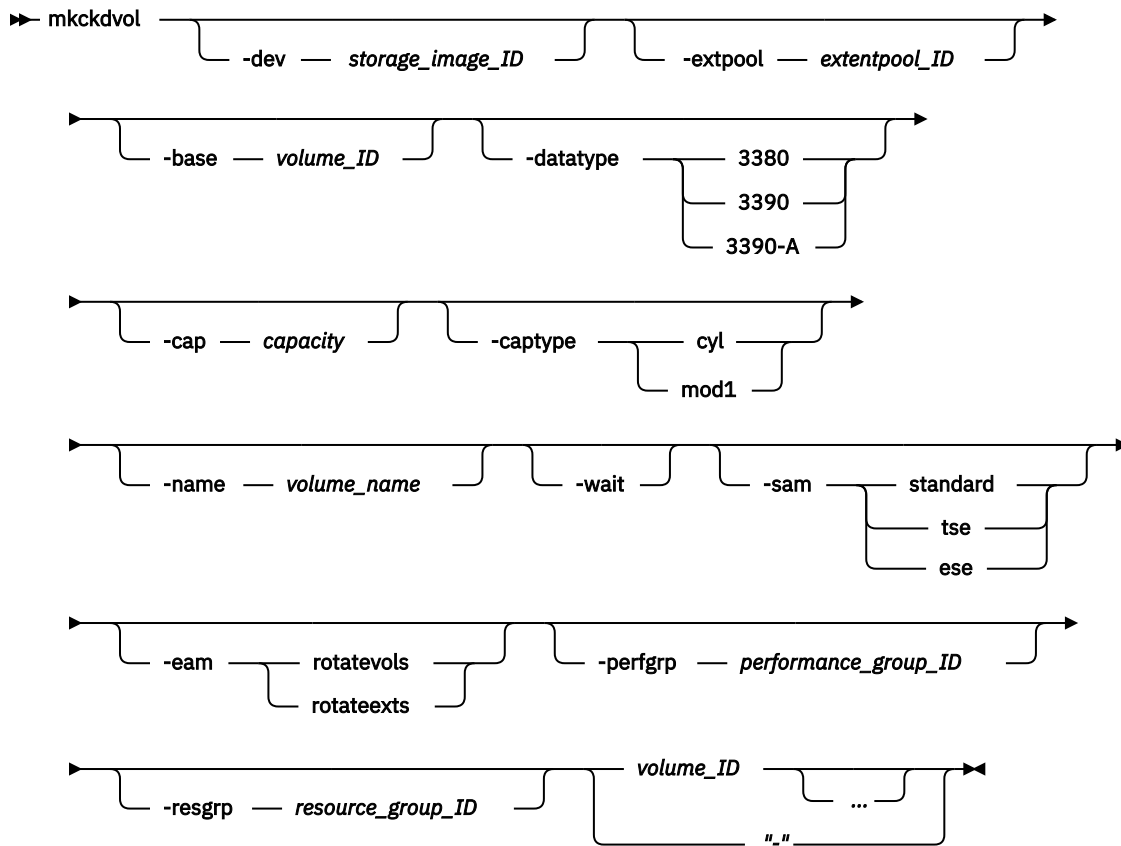 mkckdvol
-dev storage_image_ID -extpool extentpool_ID
-base volume_ID -datatype 3380
3390
3390-A
-cap capacity -captype cyl
mod1
-name volume_name -wait -sam standard
tse
ese
-eam rotatevols -perfgrp performance_group_ID
rotateexts
volume_ID
-resgrp resource_group_ID ...
"-"